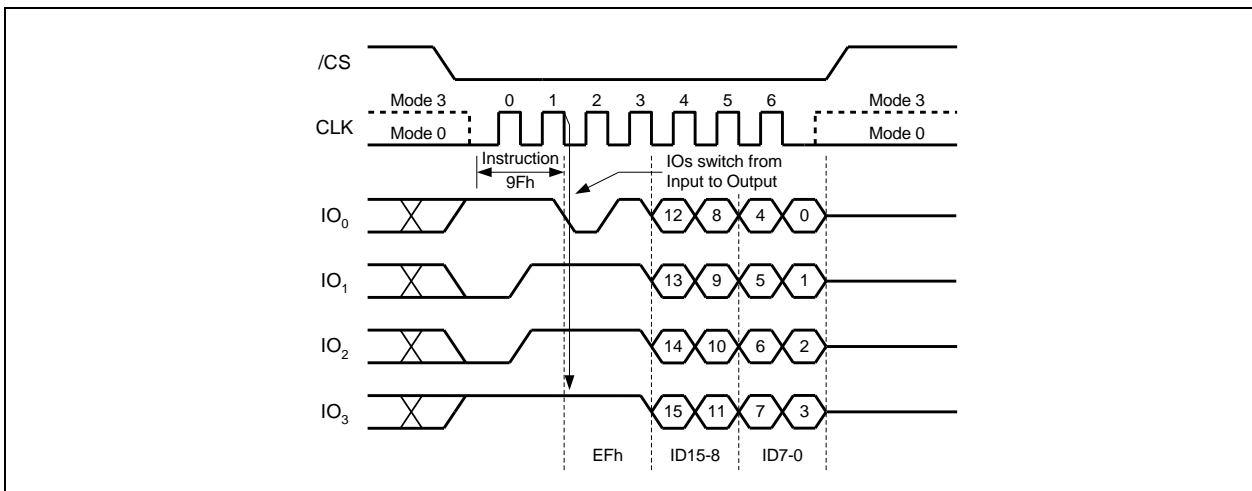 /CS
Mode 3 0 1 2 3 4 5 6 Mode 3
CLK
Mode 0 Mode 0
Instruction
9Fh
IOs switch from
Input to Output
IO0 12 8 4 0
IO1 13 9 5 1
IO2 14 10 6 2
IO3 15 11 7 3
EFh ID15-8 ID7-0